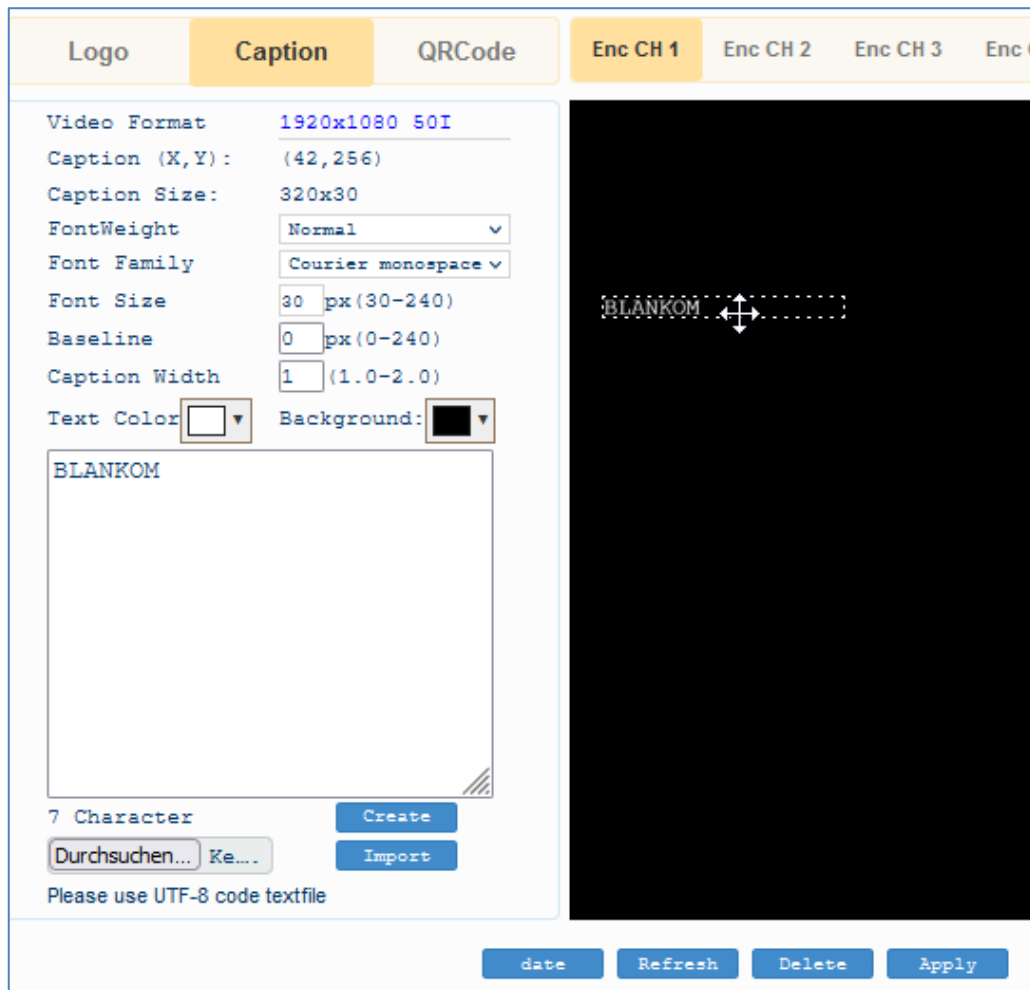 Logo Caption QRCode
Enc CH 1 Enc CH 2 Enc CH 3 Enc
Video Format 1920x1080 50I
Caption (X,Y): (42,256)
Caption Size: 320x30
FontWeight Normal
Font Family Courier monospace
Font Size 30 px(30-240)
Baseline 0 px(0-240)
Caption Width 1 (1.0-2.0)
Text Color Background:
BLANKOM
BLANKOM
7 Character Create
Durchsuchen... Ke.... Import
Please use UTF-8 code textfile
date Refresh Delete Apply